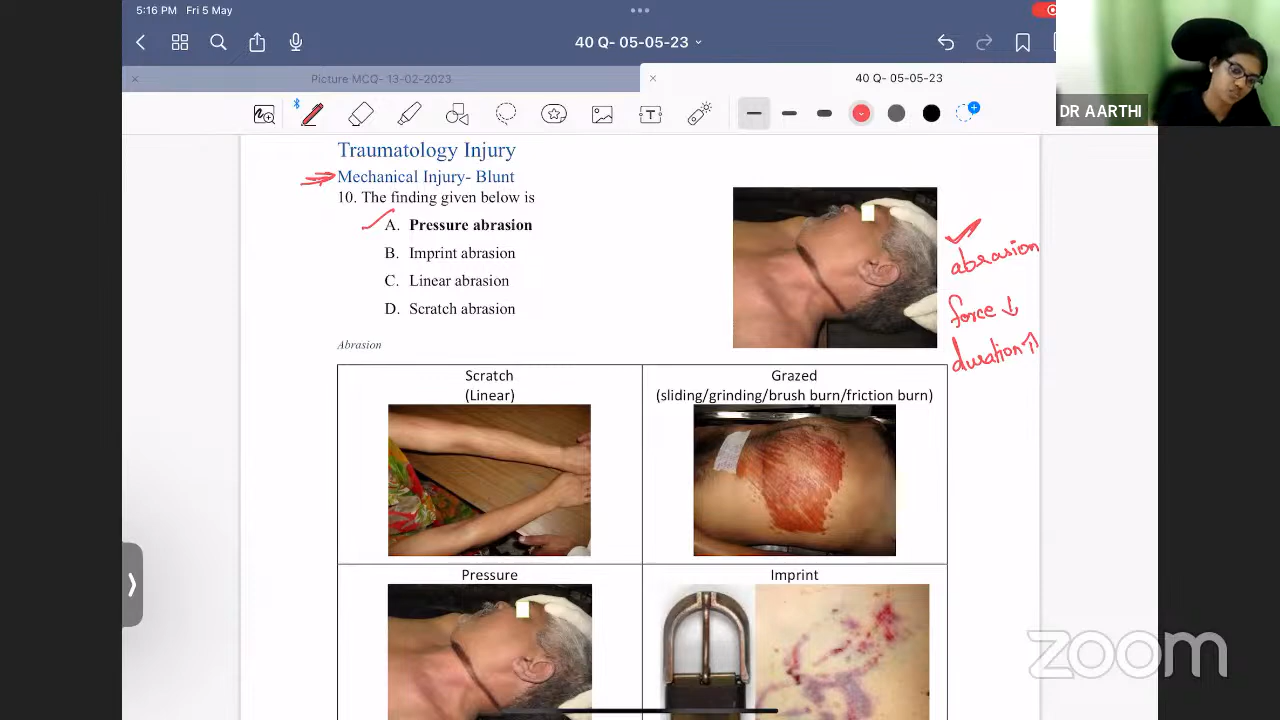 5:16 PM Fri 5 May
40 Q- 05-05-23
Picture MCQ- 13-02-2023
40 Q- 05-05-23
DR AARTHI
Traumatology Injury
Mechanical Injury- Blunt
10. The finding given below is
A. Pressure abrasion
B. Imprint abrasion
C. Linear abrasion
D. Scratch abrasion
abrasion
force ↓
duration ↑
Abrasion
Scratch
(Linear)
Grazed
(sliding/grinding/brush burn/friction burn)
Pressure
Imprint
zoom